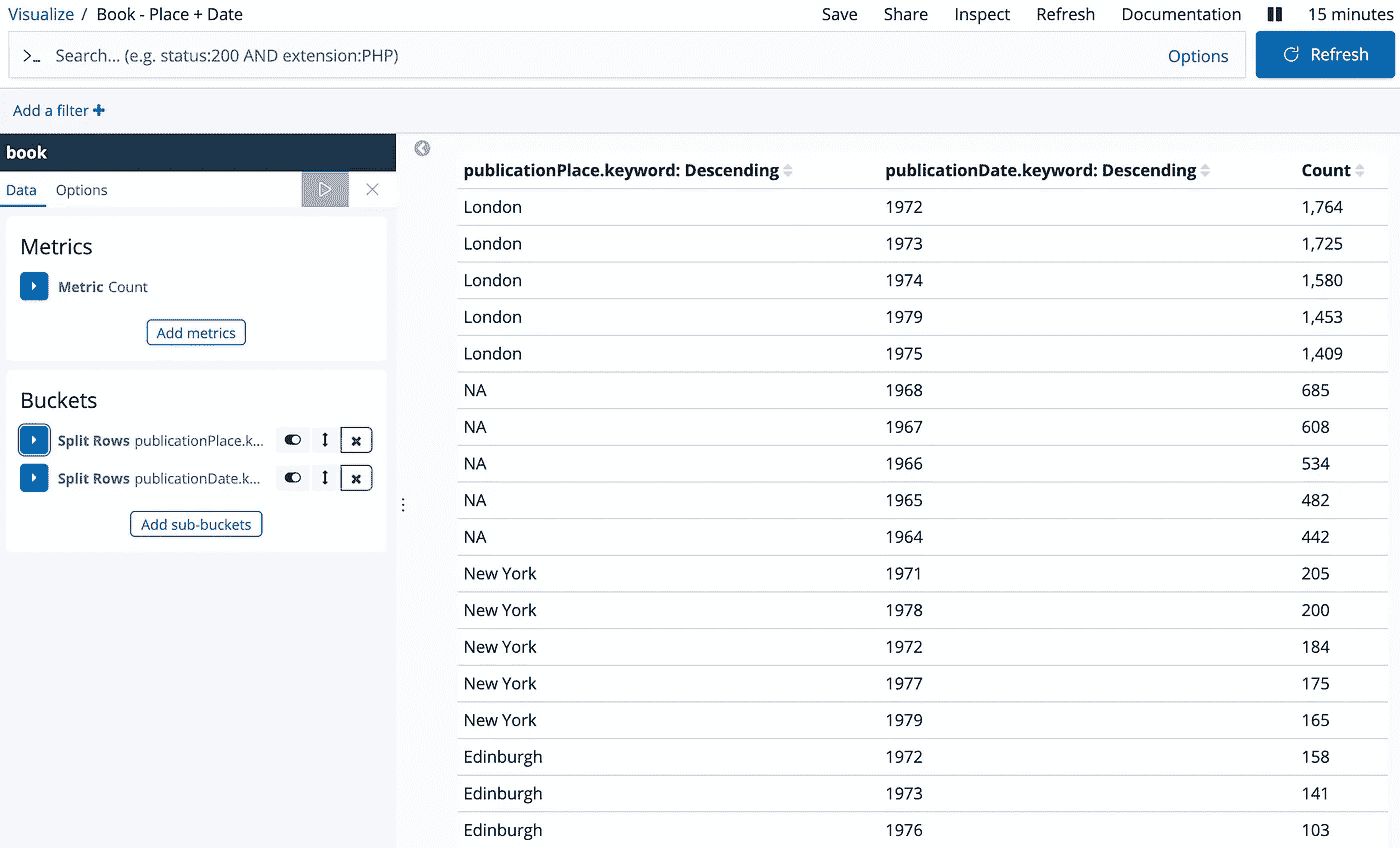 Visualize / Book - Place + Date Save Share Inspect Refresh Documentation 15 minutes
>_ Search... (e.g. status:200 AND extension:PHP) Options Refresh
Add a filter +
book
Data Options
Metrics
Metric Count
Add metrics
Buckets
Split Rows publicationPlace.k...
Split Rows publicationDate.k...
Add sub-buckets
publicationPlace.keyword: Descending publicationDate.keyword: Descending Count
London 1972 1,764
London 1973 1,725
London 1974 1,580
London 1979 1,453
London 1975 1,409
NA 1968 685
NA 1967 608
NA 1966 534
NA 1965 482
NA 1964 442
New York 1971 205
New York 1978 200
New York 1972 184
New York 1977 175
New York 1979 165
Edinburgh 1972 158
Edinburgh 1973 141
Edinburgh 1976 103